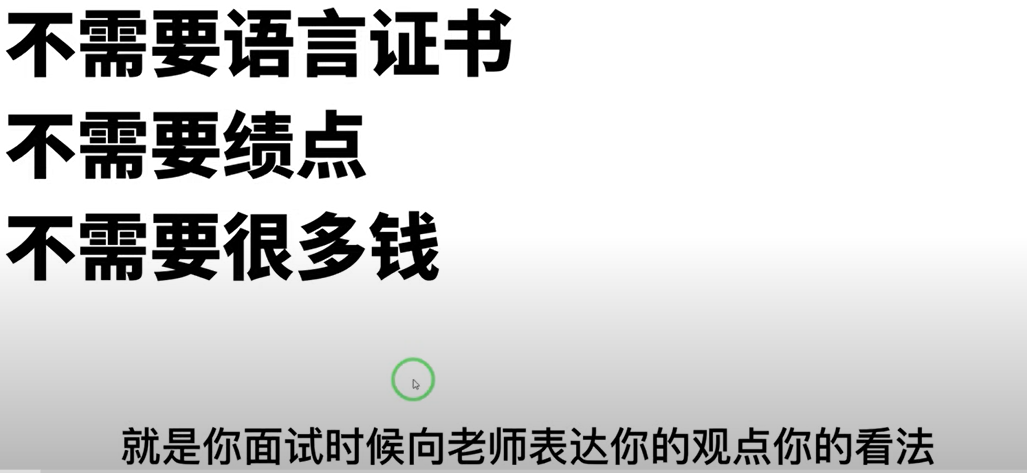 不需要语言证书
不需要绩点
不需要很多钱
就是你面试时候向老师表达你的观点你的看法